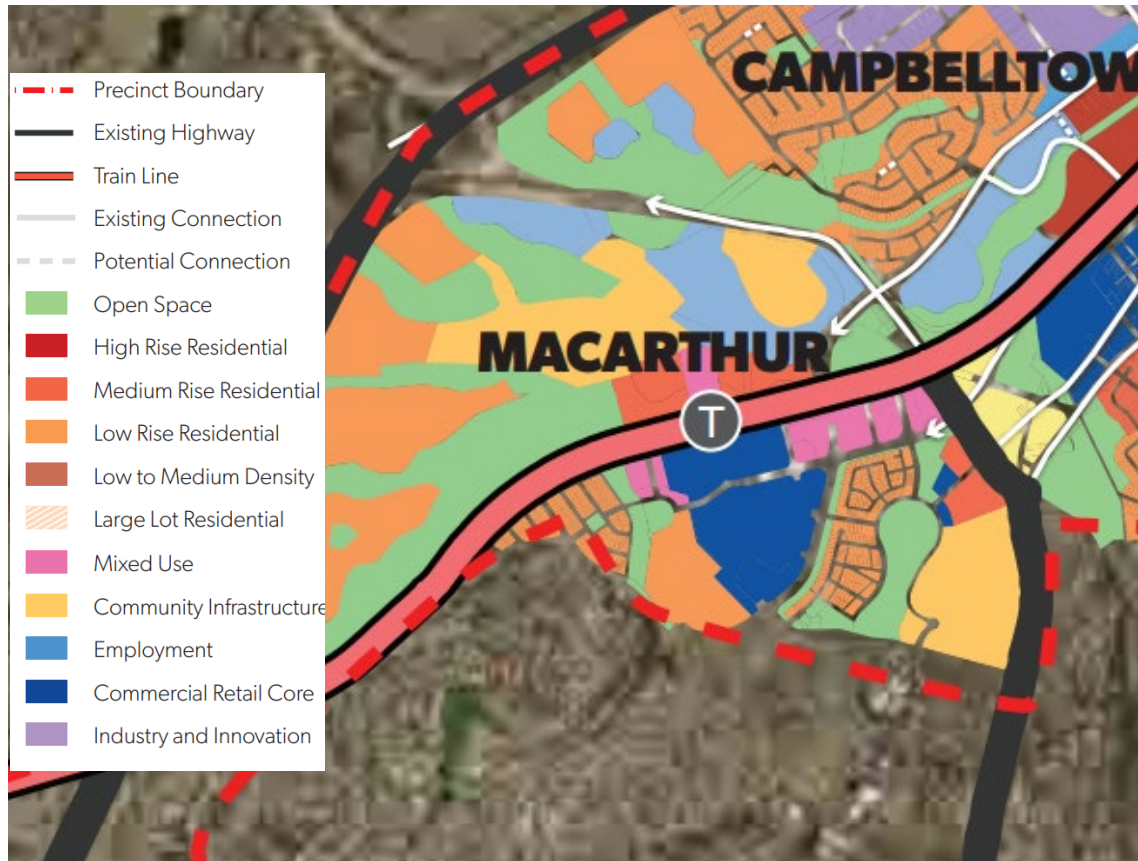 CAMPBELLTOW
Precinct Boundary
Existing Highway
Train Line
Existing Connection
Potential Connection
Open Space
High Rise Residential
Medium Rise Residential
Low Rise Residential
Low to Medium Density
Large Lot Residential
Mixed Use
Community Infrastructure
Employment
Commercial Retail Core
Industry and Innovation
MACARTHUR
T